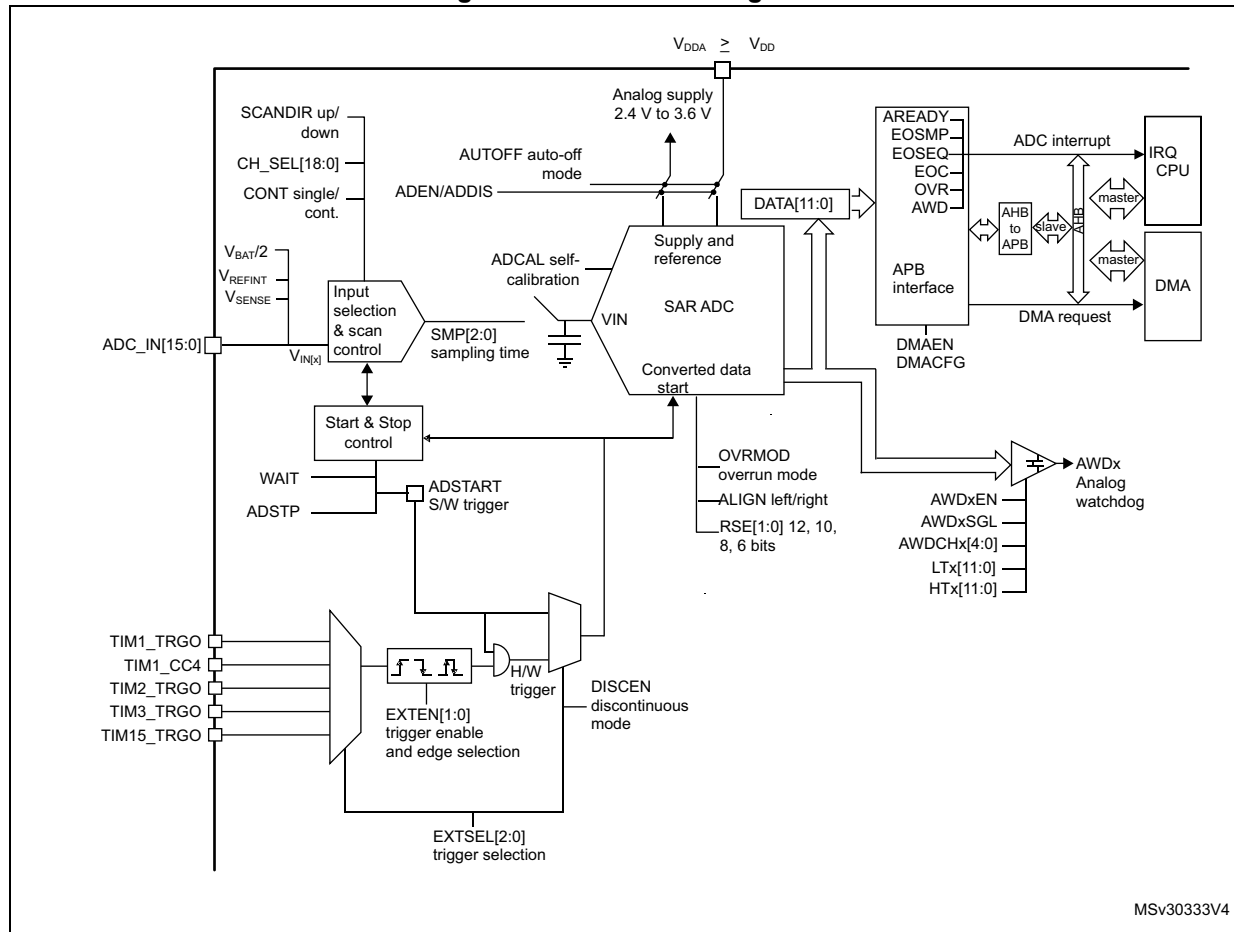 VDDA ≥ VDD
Analog supply
2.4 V to 3.6 V
SCANDIR up/
down
CH_SEL[18:0]
CONT single/
cont.
AUTOFF auto-off
mode
ADEN/ADDIS
VBAT/2
VREFINT
VSENSE
ADC_IN[15:0]
VIN[x]
Input
selection
& scan
control
SMP[2:0]
sampling time
ADCAL self-
calibration
VIN
Supply and
reference
SAR ADC
Converted data
start
DATA[11:0]
AREADY
EOSMP
EOSEQ
EOC
OVR
AWD
APB
interface
DMAEN
DMACFG
ADC interrupt
IRQ
CPU
master
AHB
to
APB
slave
AHB
master
DMA
DMA request
Start & Stop
control
WAIT
ADSTP
ADSTART
S/W trigger
OVRMOD
overrun mode
ALIGN left/right
RSE[1:0] 12, 10,
8, 6 bits
AWDx
Analog
watchdog
AWDxEN
AWDxSGL
AWDCHx[4:0]
LTx[11:0]
HTx[11:0]
TIM1_TRGO
TIM1_CC4
TIM2_TRGO
TIM3_TRGO
TIM15_TRGO
EXTEN[1:0]
trigger enable
and edge selection
H/W
trigger
DISCEN
discontinuous
mode
EXTSEL[2:0]
trigger selection
MSv30333V4